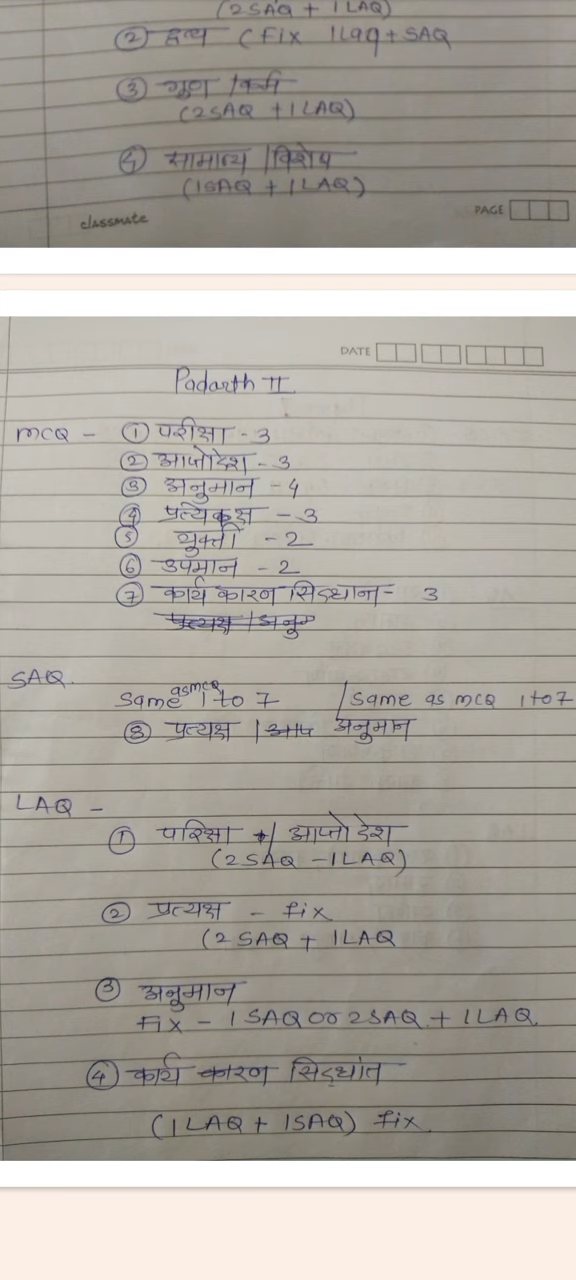 (2SAQ + 1LAQ)
② द्रव्य (Fix 1Laq + SAQ
③ गुण / कर्म
(2SAQ + 1LAQ)
④ सामान्य / विशेष
(1SAQ + 1LAQ)
classmate
PAGE
DATE
Padarth II
MCQ - ① परीक्षा - 3
② आप्तोदेश - 3
③ अनुमान - 4
④ प्रत्येकक्ष - 3
⑤ युक्ती - 2
⑥ उपमान - 2
⑦ कार्य कारण सिद्धान - 3
प्रत्यक्ष / अनुम
SAQ.
Same as mcq 1 to 7 / Same as mcq 1 to 7
⑧ प्रत्यक्ष / आप अनुमान
LAQ -
① परिक्षा + / आप्तोदेश
(2SAQ - 1LAQ)
② प्रत्यक्ष - fix
(2SAQ + 1LAQ
③ अनुमान
Fix - 1SAQ or 2SAQ + 1LAQ.
④ कार्य कारण सिद्धांत
(1LAQ + 1SAQ) fix.